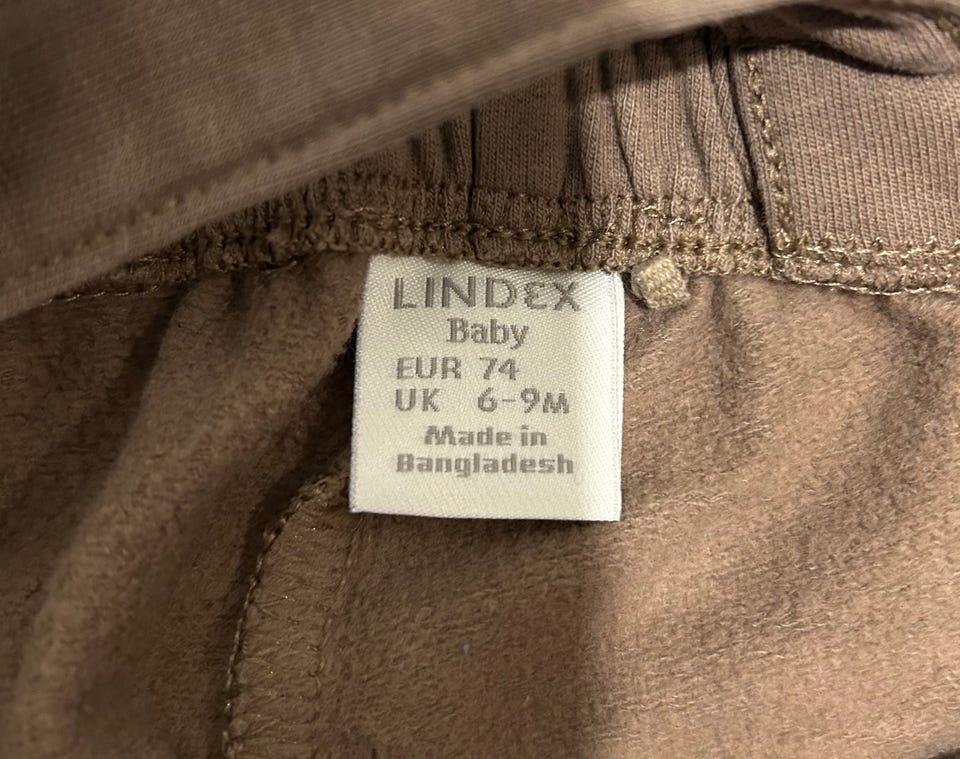 LINDEX
Baby
EUR 74
UK 6-9M
Made in
Bangladesh